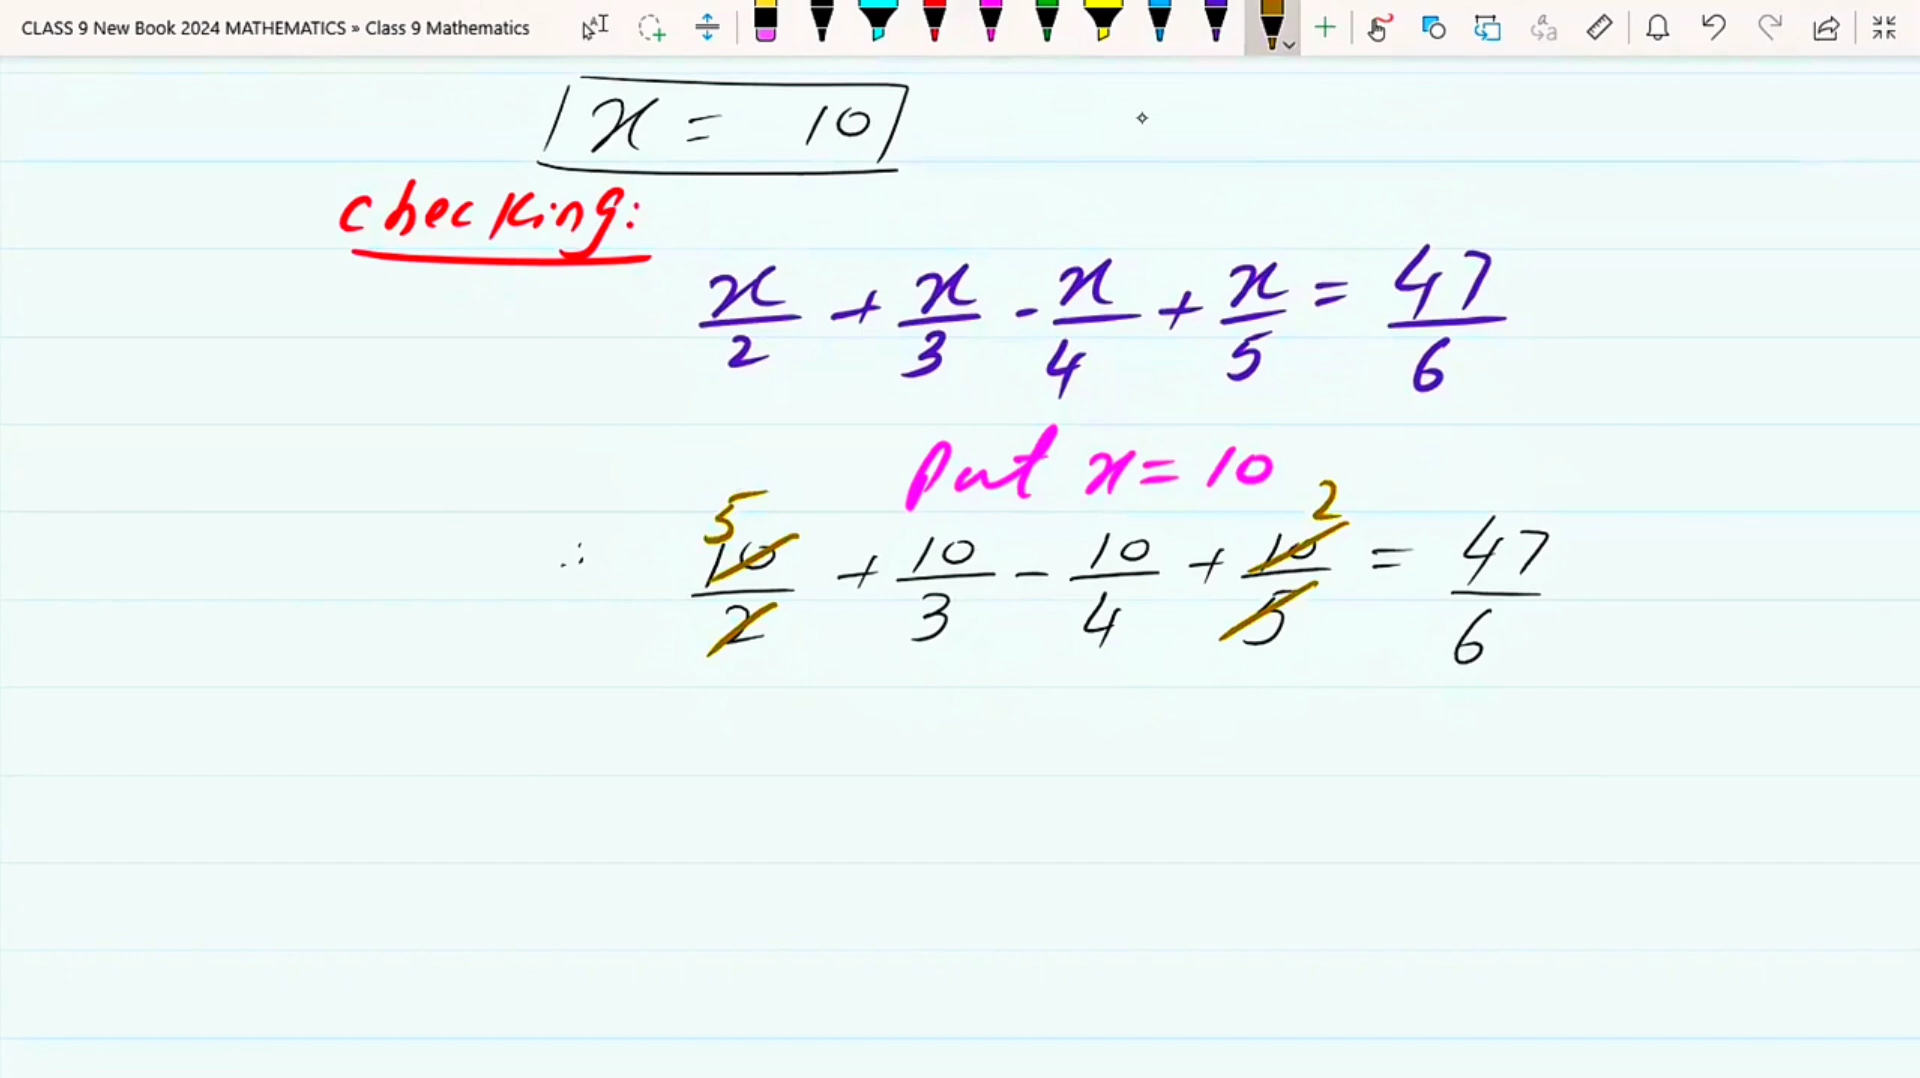 CLASS 9 New Book 2024 MATHEMATICS » Class 9 Mathematics
x = 10
checking:
x/2 + x/3 - x/4 + x/5 = 47/6
put x = 10
5 2
∴ 10/2 + 10/3 - 10/4 + 10/5 = 47/6